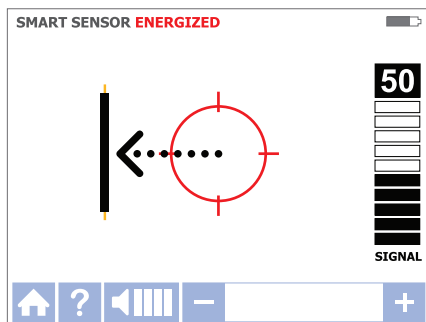 SMART SENSOR ENERGIZED
50
SIGNAL
?
− +